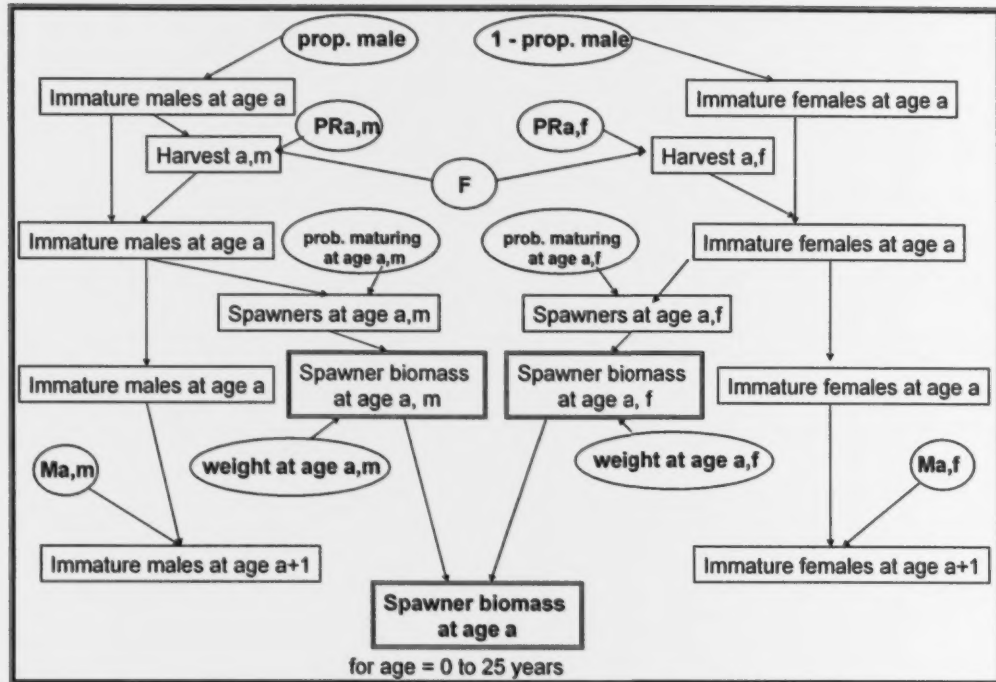 prop. male
1 - prop. male
Immature males at age a
Immature females at age a
PRa,m
PRa,f
Harvest a,m
Harvest a,f
F
Immature males at age a
prob. maturing
at age a,m
prob. maturing
at age a,f
Immature females at age a
Spawners at age a,m
Spawners at age a,f
Immature males at age a
Spawner biomass
at age a, m
Spawner biomass
at age a, f
Immature females at age a
Ma,m
weight at age a,m
weight at age a,f
Ma,f
Immature males at age a+1
Immature females at age a+1
Spawner biomass
at age a
for age = 0 to 25 years